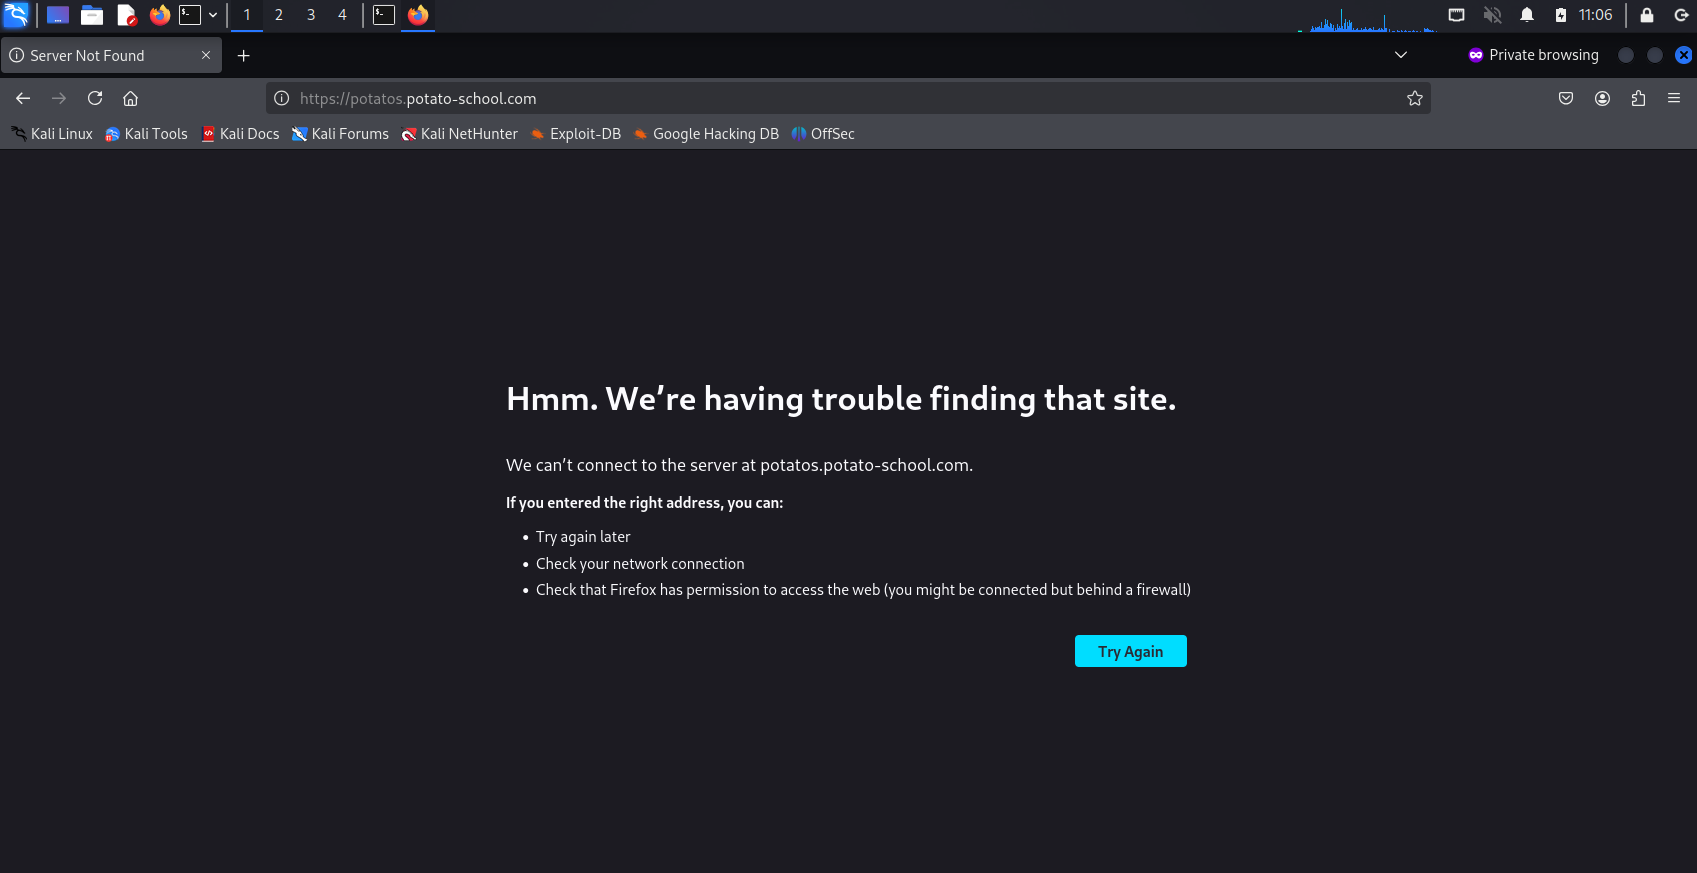 1 2 3 4 11:06
Server Not Found Private browsing
https://potatos.potato-school.com
Kali Linux Kali Tools Kali Docs Kali Forums Kali NetHunter Exploit-DB Google Hacking DB OffSec
Hmm. We’re having trouble finding that site.
We can’t connect to the server at potatos.potato-school.com.
If you entered the right address, you can:
• Try again later
• Check your network connection
• Check that Firefox has permission to access the web (you might be connected but behind a firewall)
Try Again